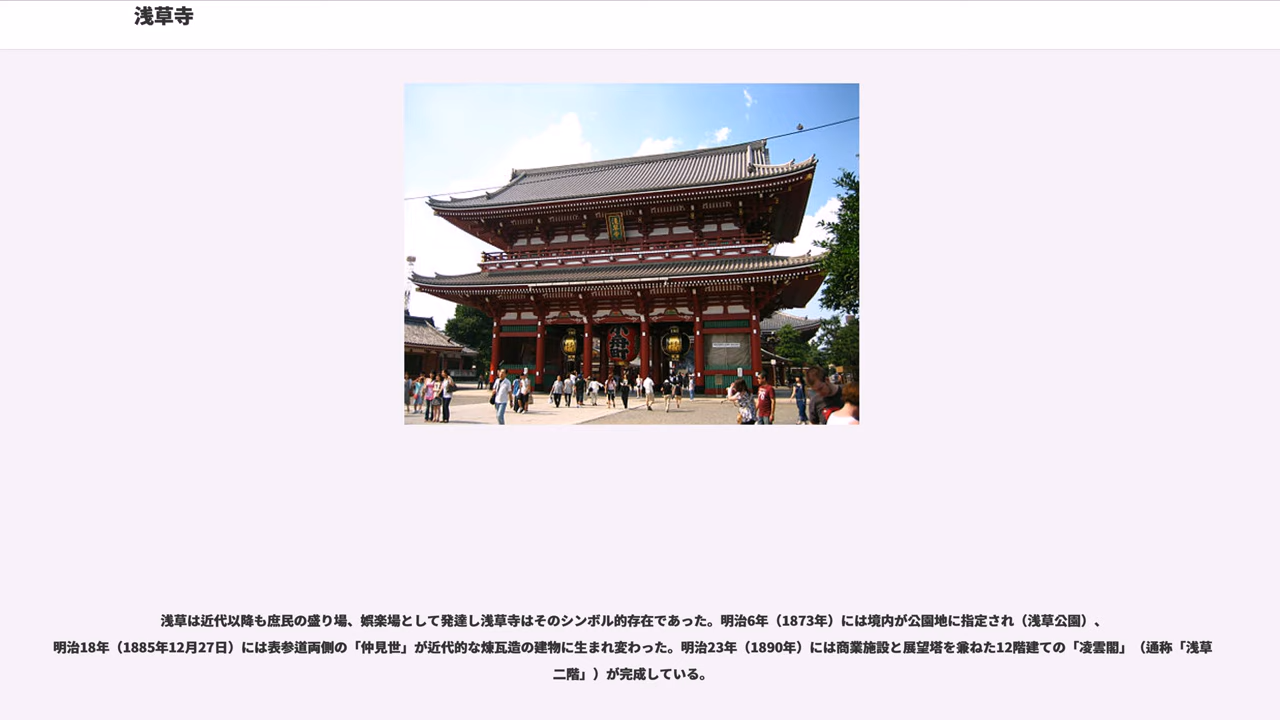 浅草寺
浅草寺
小舟町
浅草は近代以降も庶民の盛り場、娯楽場として発達し浅草寺はそのシンボル的存在であった。明治6年（1873年）には境内が公園地に指定され（浅草公園）、
明治18年（1885年12月27日）には表参道両側の「仲見世」が近代的な煉瓦造の建物に生まれ変わった。明治23年（1890年）には商業施設と展望塔を兼ねた12階建ての「凌雲閣」（通称「浅草
二階」）が完成している。